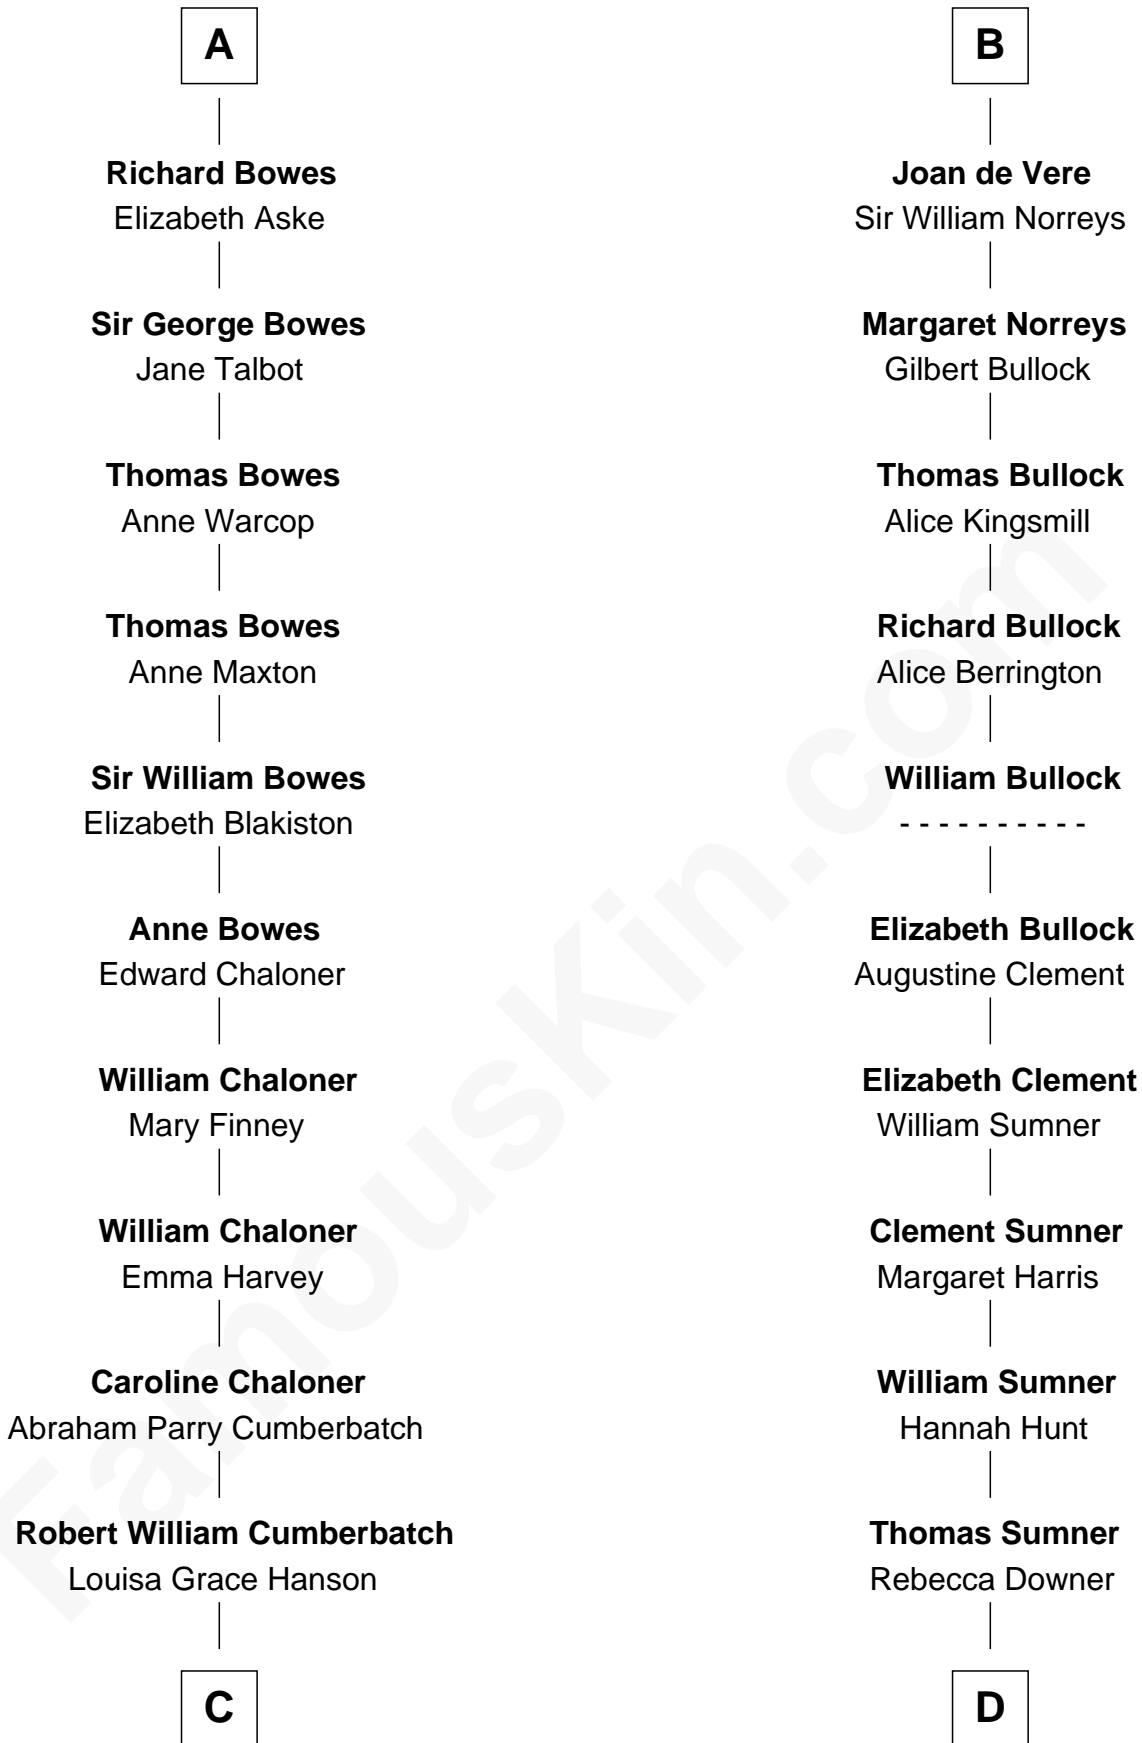 A
Richard Bowes
Elizabeth Aske
Sir George Bowes
Jane Talbot
Thomas Bowes
Anne Warcop
Thomas Bowes
Anne Maxton
Sir William Bowes
Elizabeth Blakiston
Anne Bowes
Edward Chaloner
William Chaloner
Mary Finney
William Chaloner
Emma Harvey
Caroline Chaloner
Abraham Parry Cumberbatch
Robert William Cumberbatch
Louisa Grace Hanson
C
B
Joan de Vere
Sir William Norreys
Margaret Norreys
Gilbert Bullock
Thomas Bullock
Alice Kingsmill
Richard Bullock
Alice Berrington
William Bullock
- - - - - - - - - -
Elizabeth Bullock
Augustine Clement
Elizabeth Clement
William Sumner
Clement Sumner
Margaret Harris
William Sumner
Hannah Hunt
Thomas Sumner
Rebecca Downer
D
FamousKin.com